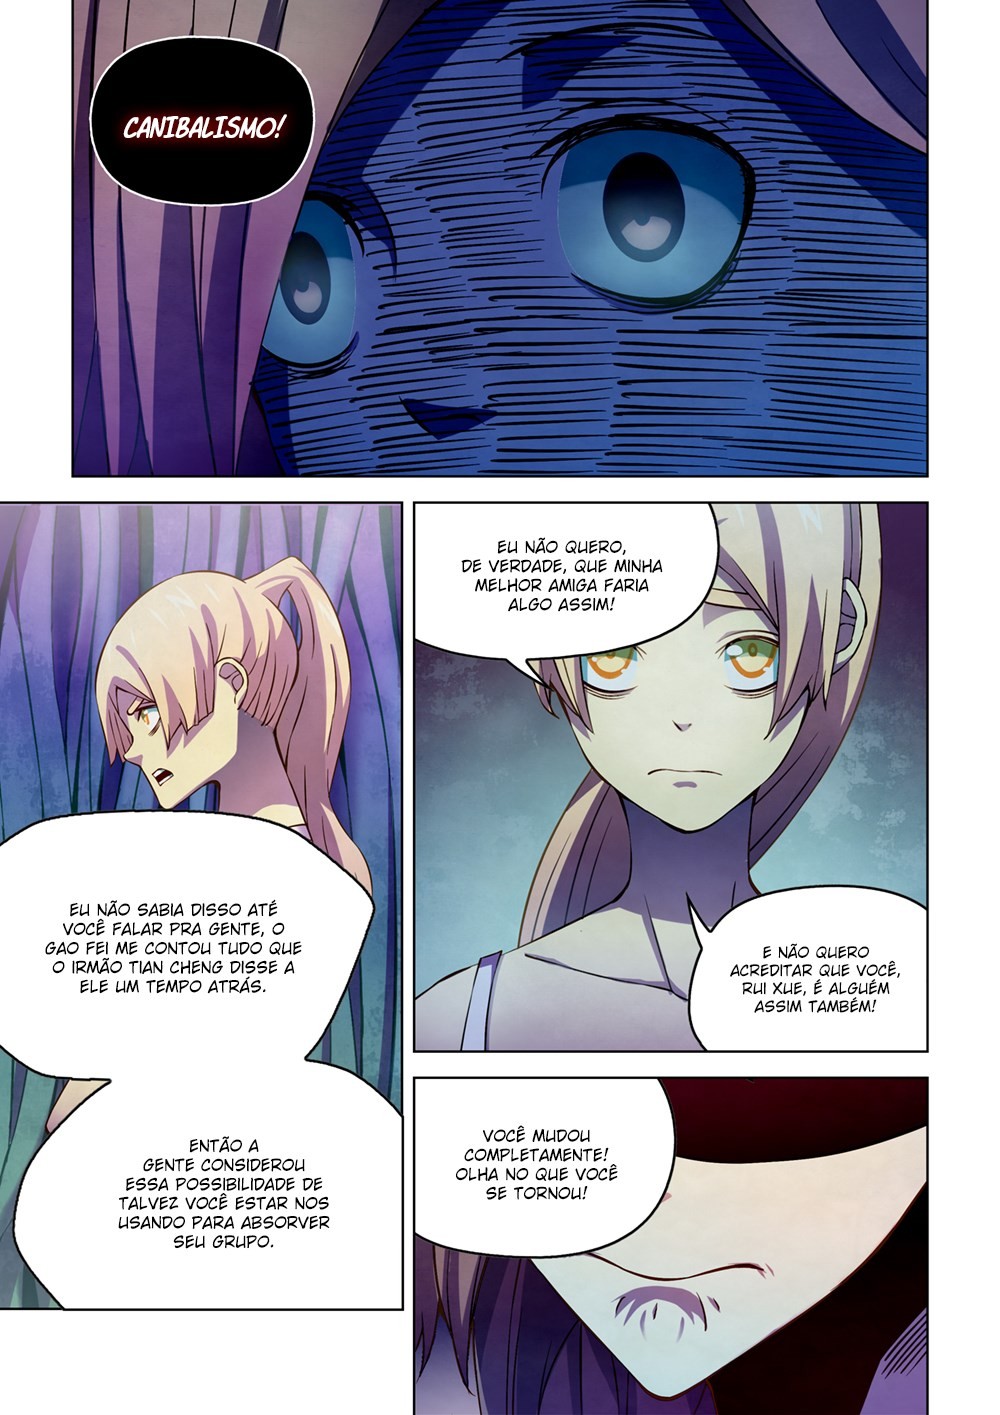 CANIBALISMO!
EU NÃO QUERO,
DE VERDADE, QUE MINHA
MELHOR AMIGA FARIA
ALGO ASSIM!
E NÃO QUERO
ACREDITAR QUE VOCÊ,
RUI XUE, É ALGUÉM
ASSIM TAMBÉM!
EU NÃO SABIA DISSO ATÉ
VOCÊ FALAR PRA GENTE, O
GAO FEI ME CONTOU TUDO QUE
O IRMÃO TIAN CHENG DISSE A
ELE UM TEMPO ATRÁS.
ENTÃO A
GENTE CONSIDEROU
ESSA POSSIBILIDADE DE
TALVEZ VOCÊ ESTAR NOS
USANDO PARA ABSORVER
SEU GRUPO.
VOCÊ MUDOU
COMPLETAMENTE!
OLHA NO QUE VOCÊ
SE TORNOU!